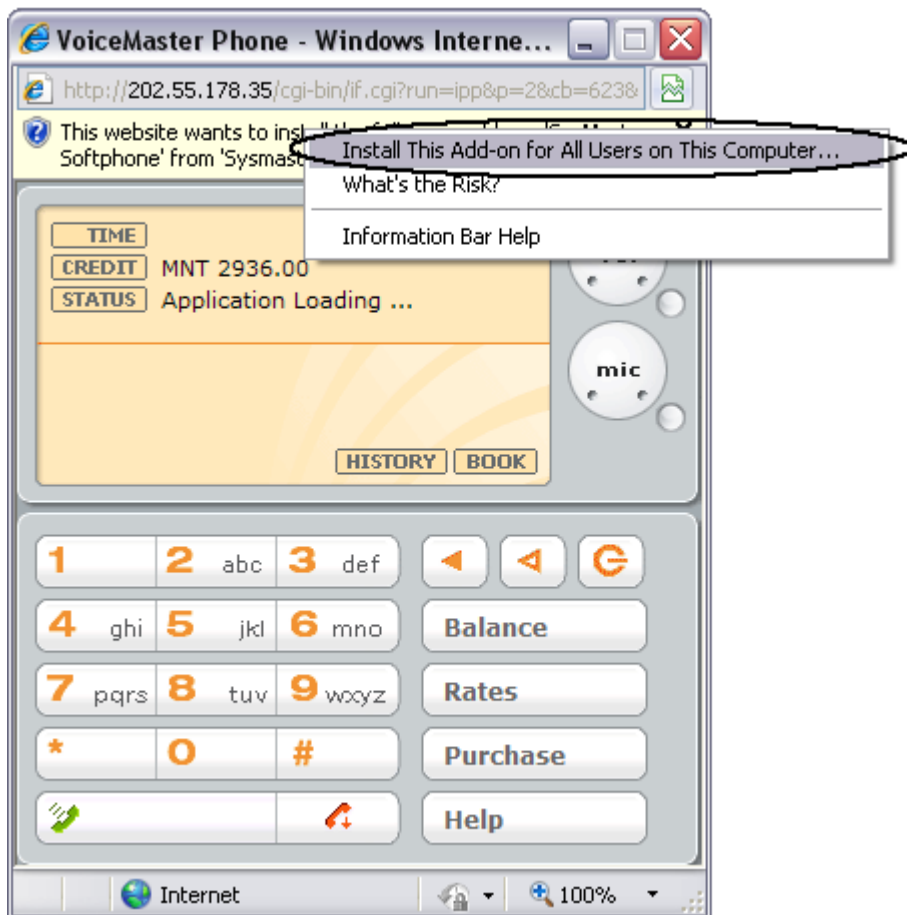 VoiceMaster Phone - Windows Interne...
http://202.55.178.35/cgi-bin/if.cgi?run=ipp&p=2&cb=623&
This website wants to
Softphone' from
Install This Add-on for All Users on This Computer...
What's the Risk?
Information Bar Help
TIME
CREDIT MNT 2936.00
STATUS Application Loading ...
mic
HISTORY BOOK
1 2 abc 3 def
4 ghi 5 jkl 6 mno Balance
7 pqrs 8 tuv 9 wxyz Rates
* 0 # Purchase
Help
Internet 100%